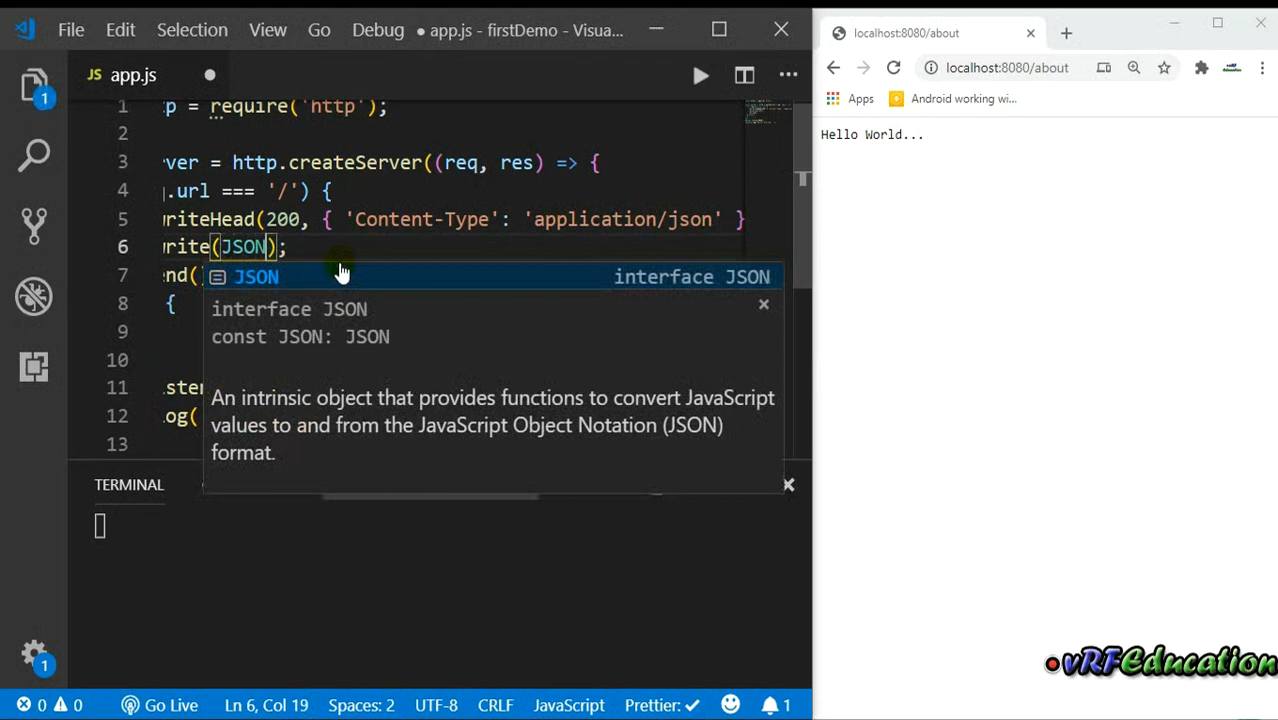 File Edit Selection View Go Debug ● app.js - firstDemo - Visua...
localhost:8080/about
localhost:8080/about
Apps Android working wi...
JS app.js
1 p = require('http');
2
3 ver = http.createServer((req, res) => {
4 .url === '/') {
5 writeHead(200, { 'Content-Type': 'application/json' }
6 write(JSON);
7 nd()
8 {
9
10
11 sten
12 og(
13
JSON interface JSON
interface JSON
const JSON: JSON
An intrinsic object that provides functions to convert JavaScript
values to and from the JavaScript Object Notation (JSON)
format.
TERMINAL
Hello World...
1
1
vRFEducation
0 0 Go Live Ln 6, Col 19 Spaces: 2 UTF-8 CRLF JavaScript Prettier: ✓ 1